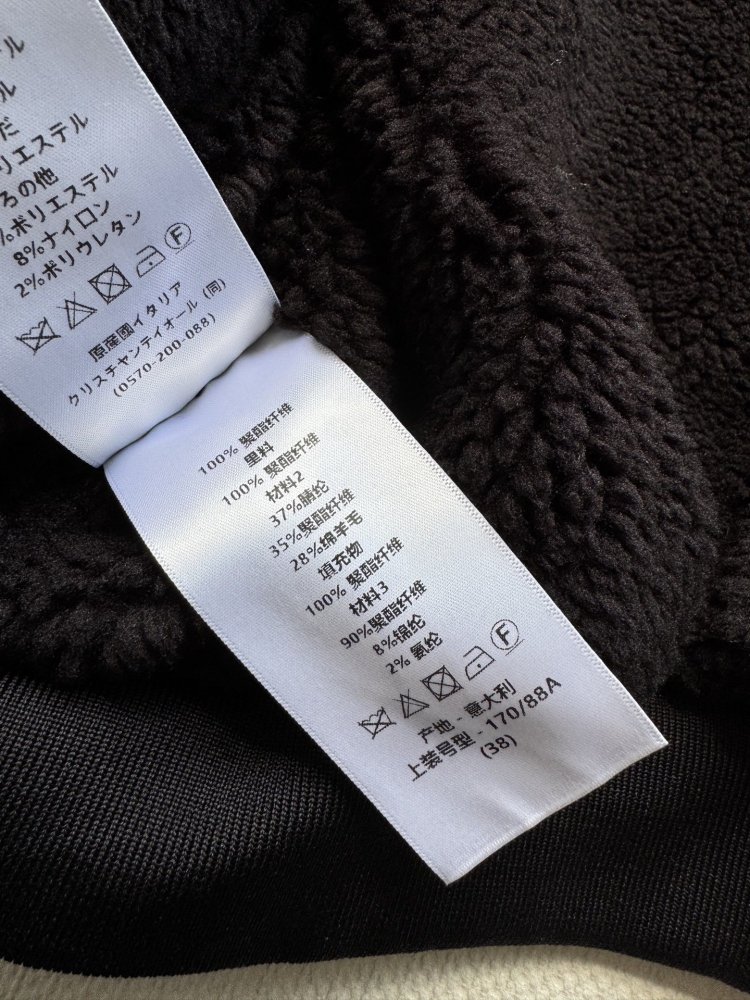 テル
ル
だ
リエステル
ろの他
%ポリエステル
8%ナイロン
2%ポリウレタン
F
原産國イタリア
クリスチャンディオール (同)
(0570-200-088)
100% 聚酯纤维
里料
100% 聚酯纤维
材料2
37%腈纶
35%聚酯纤维
28%绵羊毛
填充物
100% 聚酯纤维
材料3
90%聚酯纤维
8%锦纶
2% 氨纶
F
产地 - 意大利
上装号型 - 170/88A
(38)